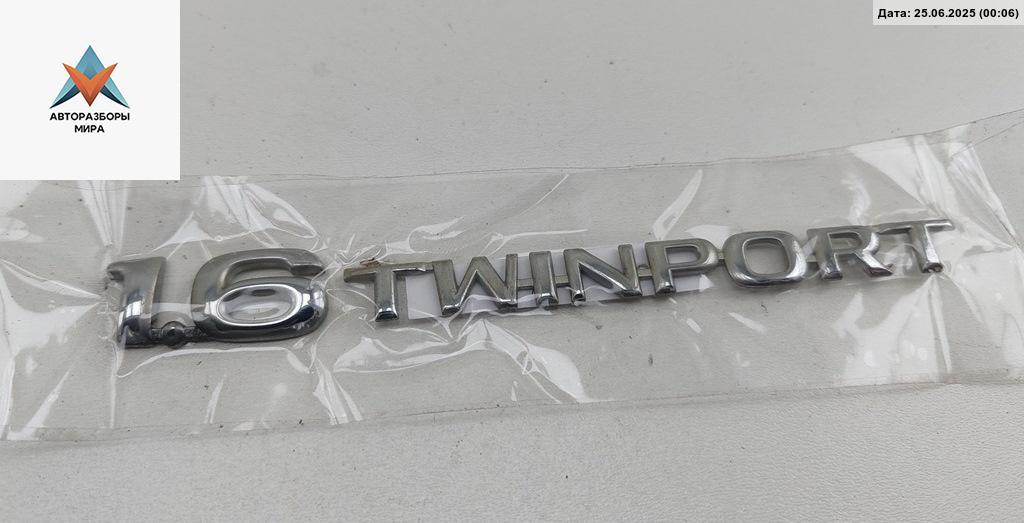 Дата: 25.06.2025 (00:06)
АВТОРАЗБОРЫ
МИРА
1.6 TWINPORT